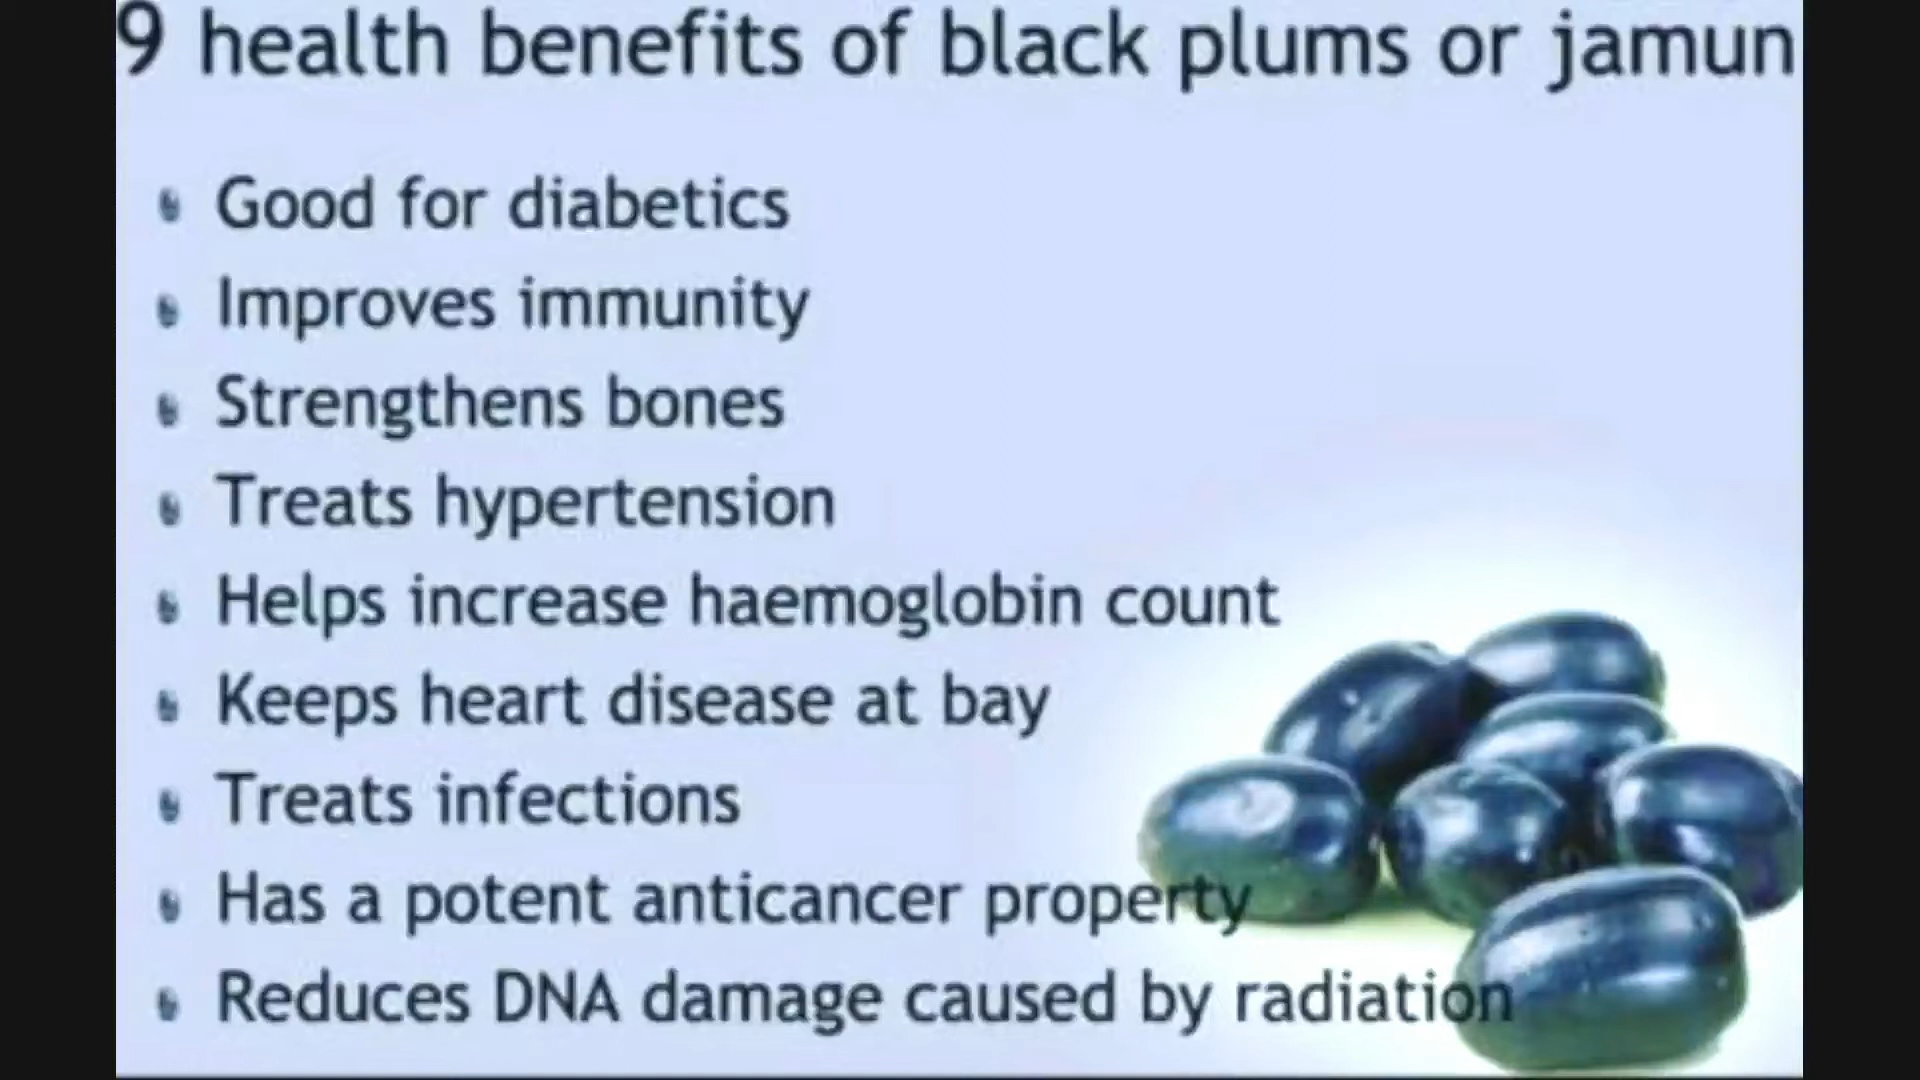 9 health benefits of black plums or jamun
Good for diabetics
Improves immunity
Strengthens bones
Treats hypertension
Helps increase haemoglobin count
Keeps heart disease at bay
Treats infections
Has a potent anticancer property
Reduces DNA damage caused by radiation